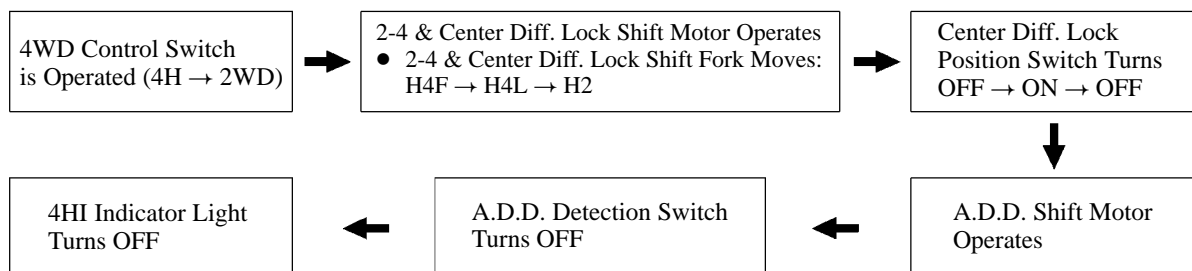 4WD Control Switch
is Operated (4H → 2WD)
2-4 & Center Diff. Lock Shift Motor Operates
● 2-4 & Center Diff. Lock Shift Fork Moves:
H4F → H4L → H2
Center Diff. Lock
Position Switch Turns
OFF → ON → OFF
A.D.D. Shift Motor
Operates
A.D.D. Detection Switch
Turns OFF
4HI Indicator Light
Turns OFF